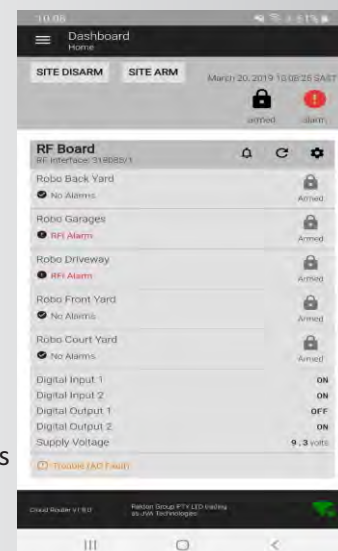 10:08
61%
Dashboard
Home
SITE DISARM
SITE ARM
March 20, 2019 10:08:26 SAST
armed
alarm
RF Board
RF Interface: 318085/1
Robo Back Yard
No Alarms
Armed
Robo Garages
RFI Alarm
Armed
Robo Driveway
RFI Alarm
Armed
Robo Front Yard
No Alarms
Armed
Robo Court Yard
No Alarms
Armed
Digital Input 1 ON
Digital Input 2 ON
Digital Output 1 OFF
Digital Output 2 ON
Supply Voltage 9.3 volts
Trouble (AC Fault)
Cloud Router v1.9.0
Pakton Group PTY LTD trading
as JVA Technologies
s